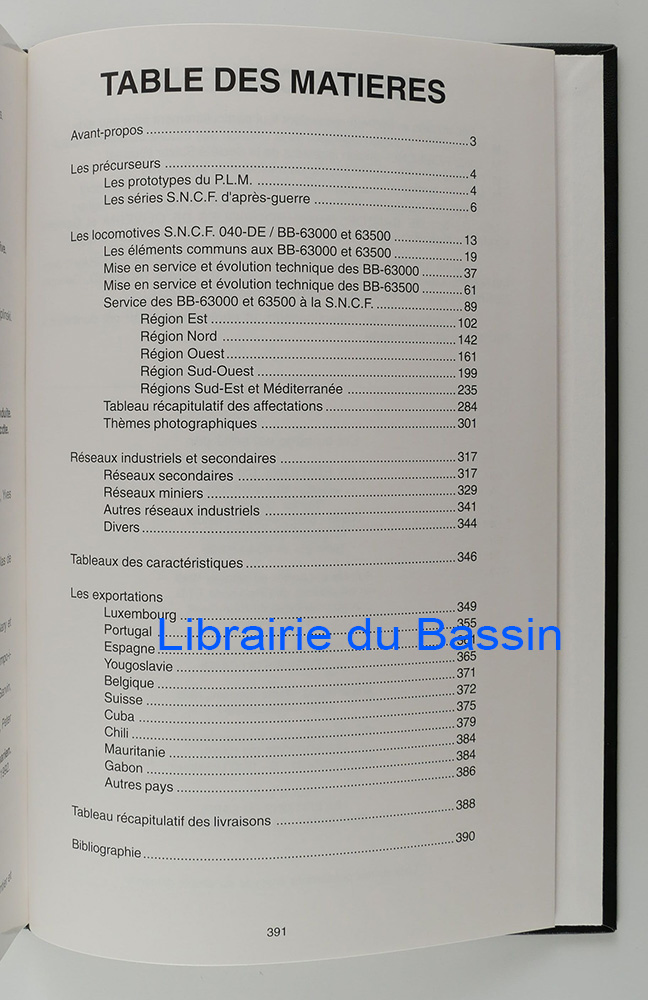 TABLE DES MATIERES
Avant-propos ... 3
Les précurseurs ... 4
Les prototypes du P.L.M. ... 4
Les séries S.N.C.F. d'après-guerre ... 6
Les locomotives S.N.C.F. 040-DE / BB-63000 et 63500 ... 13
Les éléments communs aux BB-63000 et 63500 ... 19
Mise en service et évolution technique des BB-63000 ... 37
Mise en service et évolution technique des BB-63500 ... 61
Service des BB-63000 et 63500 à la S.N.C.F. ... 89
Région Est ... 102
Région Nord ... 142
Région Ouest ... 161
Région Sud-Ouest ... 199
Régions Sud-Est et Méditerranée ... 235
Tableau récapitulatif des affectations ... 284
Thèmes photographiques ... 301
Réseaux industriels et secondaires ... 317
Réseaux secondaires ... 317
Réseaux miniers ... 329
Autres réseaux industriels ... 341
Divers ... 344
Tableaux des caractéristiques ... 346
Les exportations
Luxembourg ... 349
Portugal ... 355
Librairie du Bassin
Espagne ... 361
Yougoslavie ... 365
Belgique ... 371
Suisse ... 372
Cuba ... 375
Chili ... 379
Mauritanie ... 384
Gabon ... 384
Autres pays ... 386
Tableau récapitulatif des livraisons ... 388
Bibliographie ... 390
391